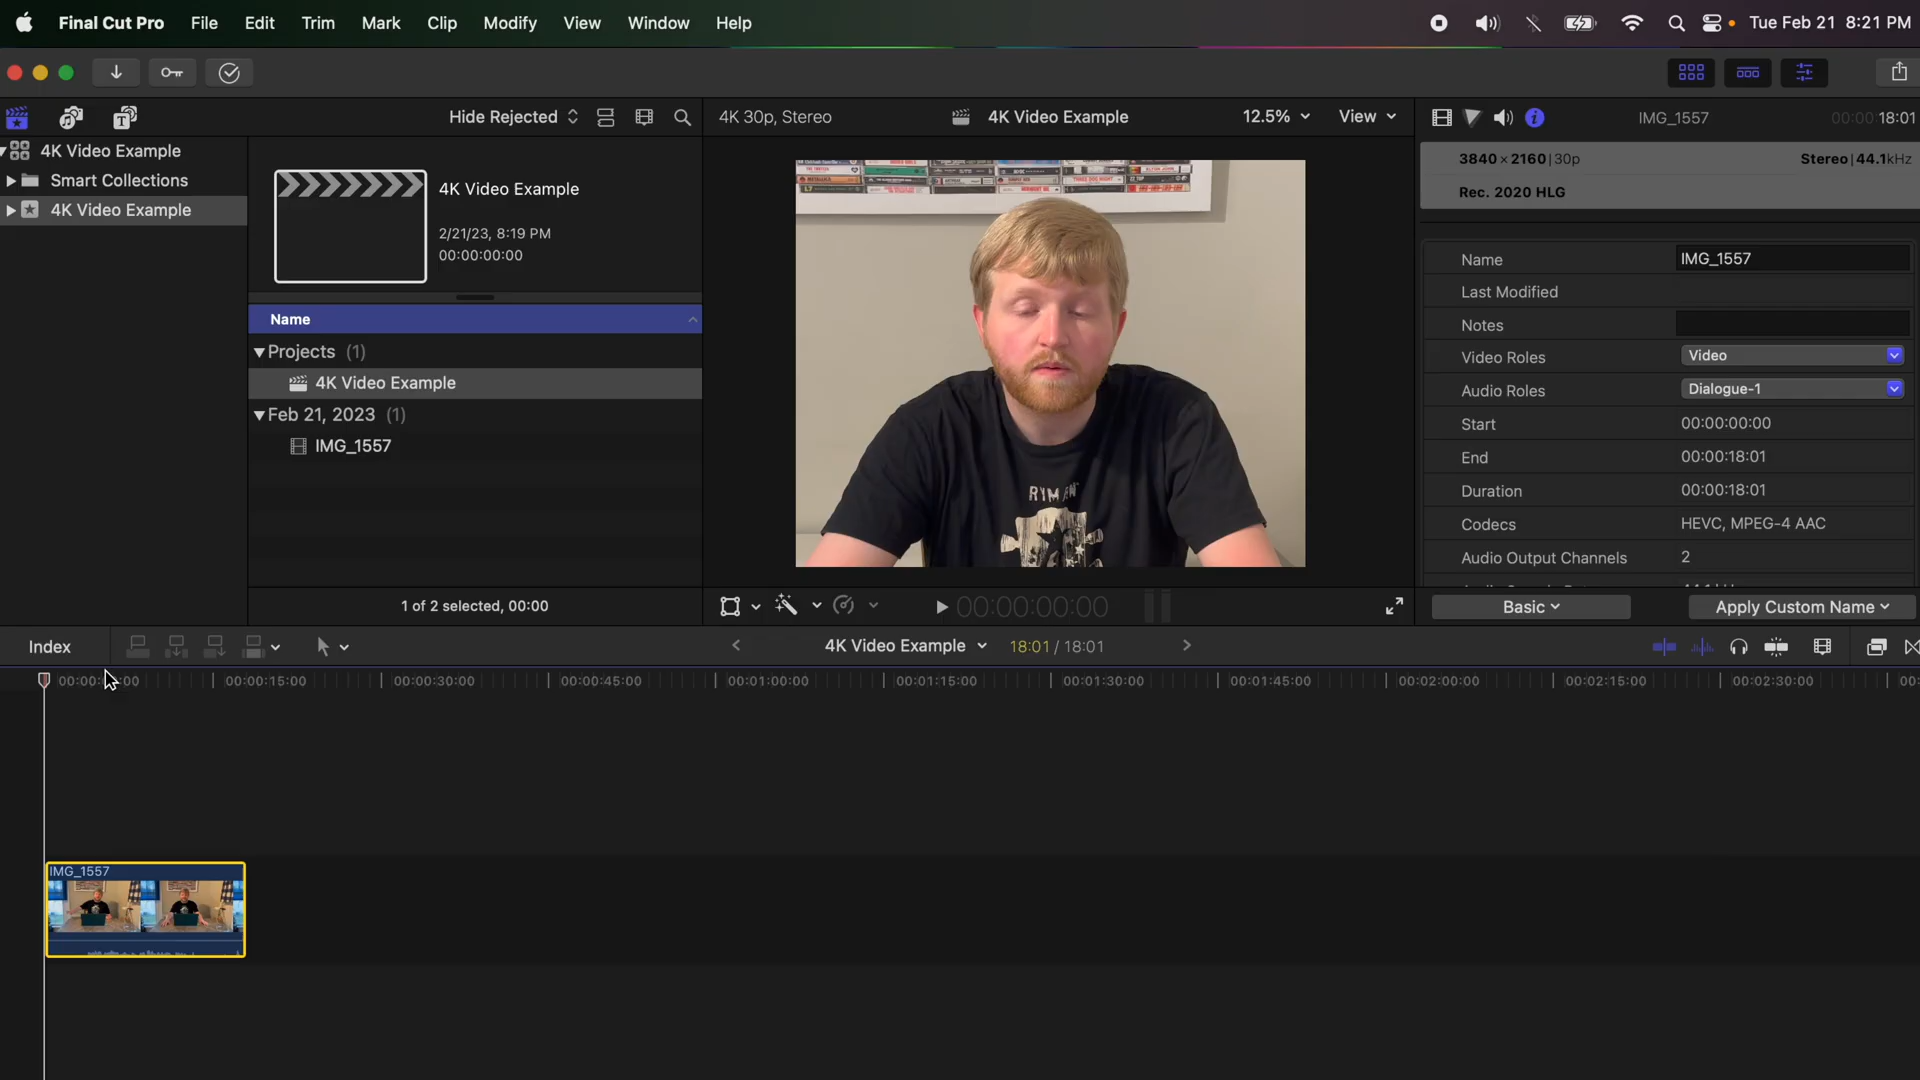 Final Cut Pro File Edit Trim Mark Clip Modify View Window Help Tue Feb 21 8:21 PM
Hide Rejected
4K 30p, Stereo
4K Video Example
12.5%
View
IMG_1557
00:00 18:01
4K Video Example
Smart Collections
4K Video Example
4K Video Example
2/21/23, 8:19 PM
00:00:00:00
Name
Projects (1)
4K Video Example
Feb 21, 2023 (1)
IMG_1557
1 of 2 selected, 00:00
ELTON JOHN
ZZ TOP
RYMAN
00:00:00:00
3840 × 2160 | 30p Stereo | 44.1kHz
Rec. 2020 HLG
Name IMG_1557
Last Modified
Notes
Video Roles Video
Audio Roles Dialogue-1
Start 00:00:00:00
End 00:00:18:01
Duration 00:00:18:01
Codecs HEVC, MPEG-4 AAC
Audio Output Channels 2
Basic Apply Custom Name
Index
4K Video Example 18:01 / 18:01
00:00:15:00 00:00:30:00 00:00:45:00 00:01:00:00 00:01:15:00 00:01:30:00 00:01:45:00 00:02:00:00 00:02:15:00 00:02:30:00
IMG_1557